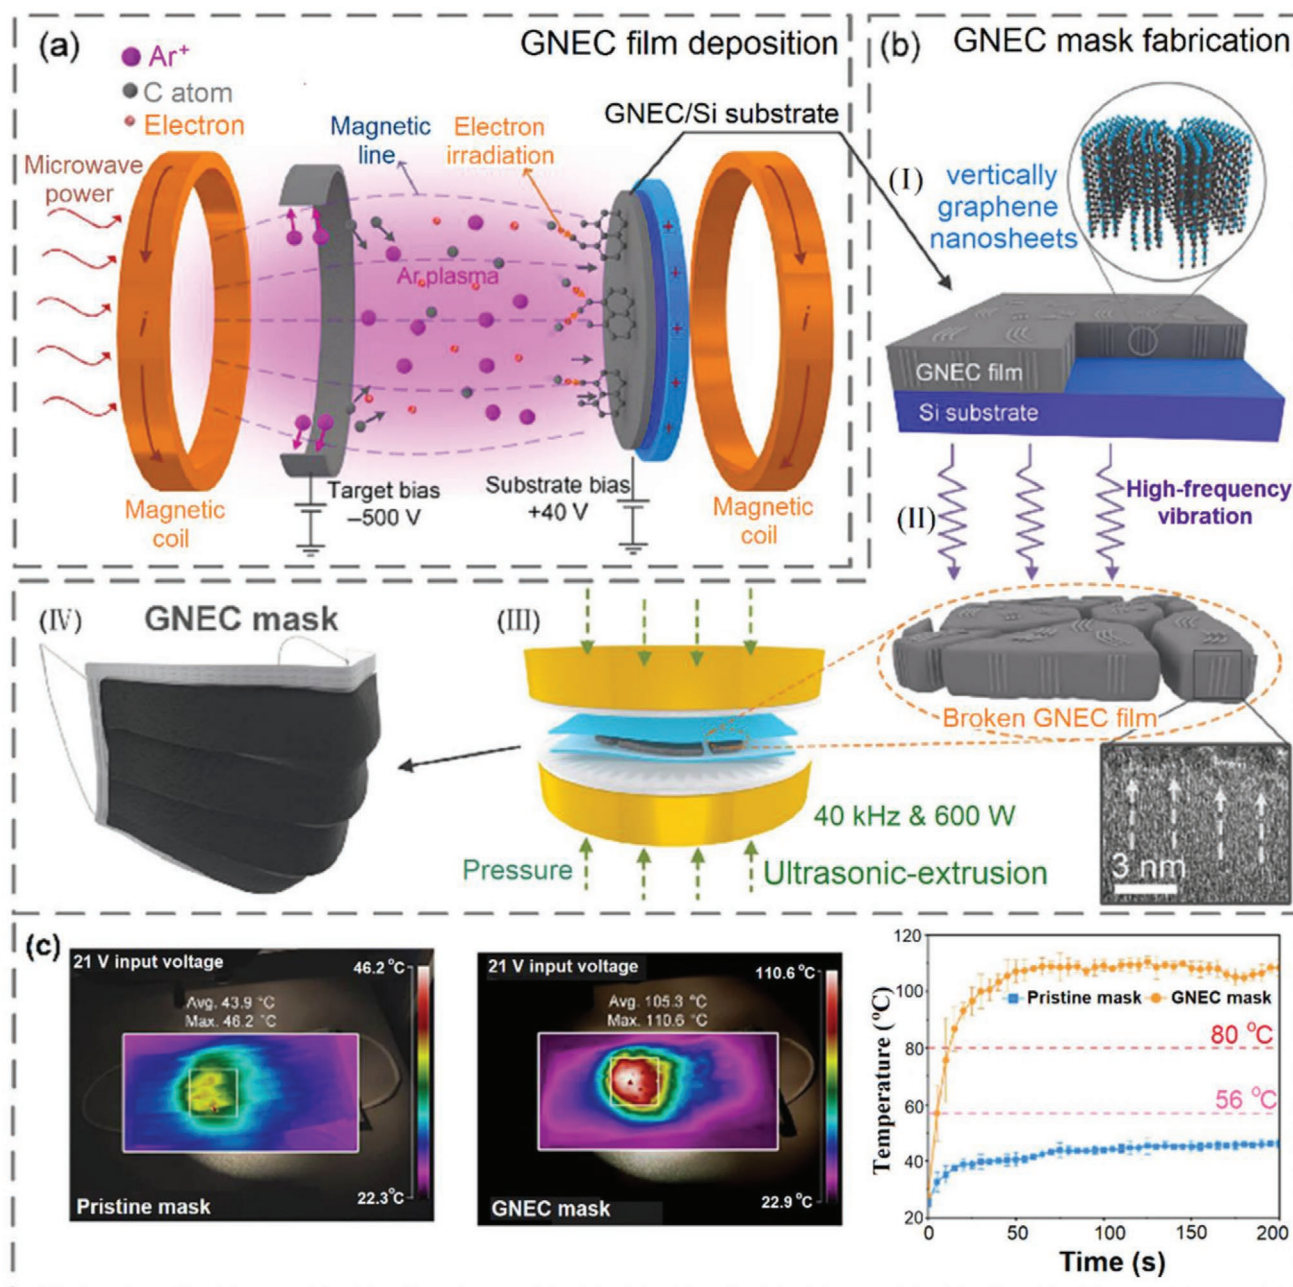 (a)
GNEC film deposition
Ar+
C atom
Electron
Microwave
power
Magnetic
line
Electron
irradiation
GNEC/Si substrate
Ar plasma
i
i
+
+
+
+
Magnetic
coil
Target bias
–500 V
Substrate bias
+40 V
Magnetic
coil
(b)
GNEC mask fabrication
(I)
vertically
graphene
nanosheets
GNEC film
Si substrate
(II)
High-frequency
vibration
Broken GNEC film
3 nm
(III)
40 kHz & 600 W
Pressure
Ultrasonic-extrusion
(IV)
GNEC mask
(c)
21 V input voltage
46.2 °C
Avg. 43.9 °C
Max. 46.2 °C
22.3°C
Pristine mask
21 V input voltage
110.6 °C
Avg. 105.3 °C
Max. 110.6 °C
22.9 °C
GNEC mask
Temperature (°C)
120
100
80
60
40
20
Pristine mask
GNEC mask
80 °C
56 °C
0
50
100
150
200
Time (s)